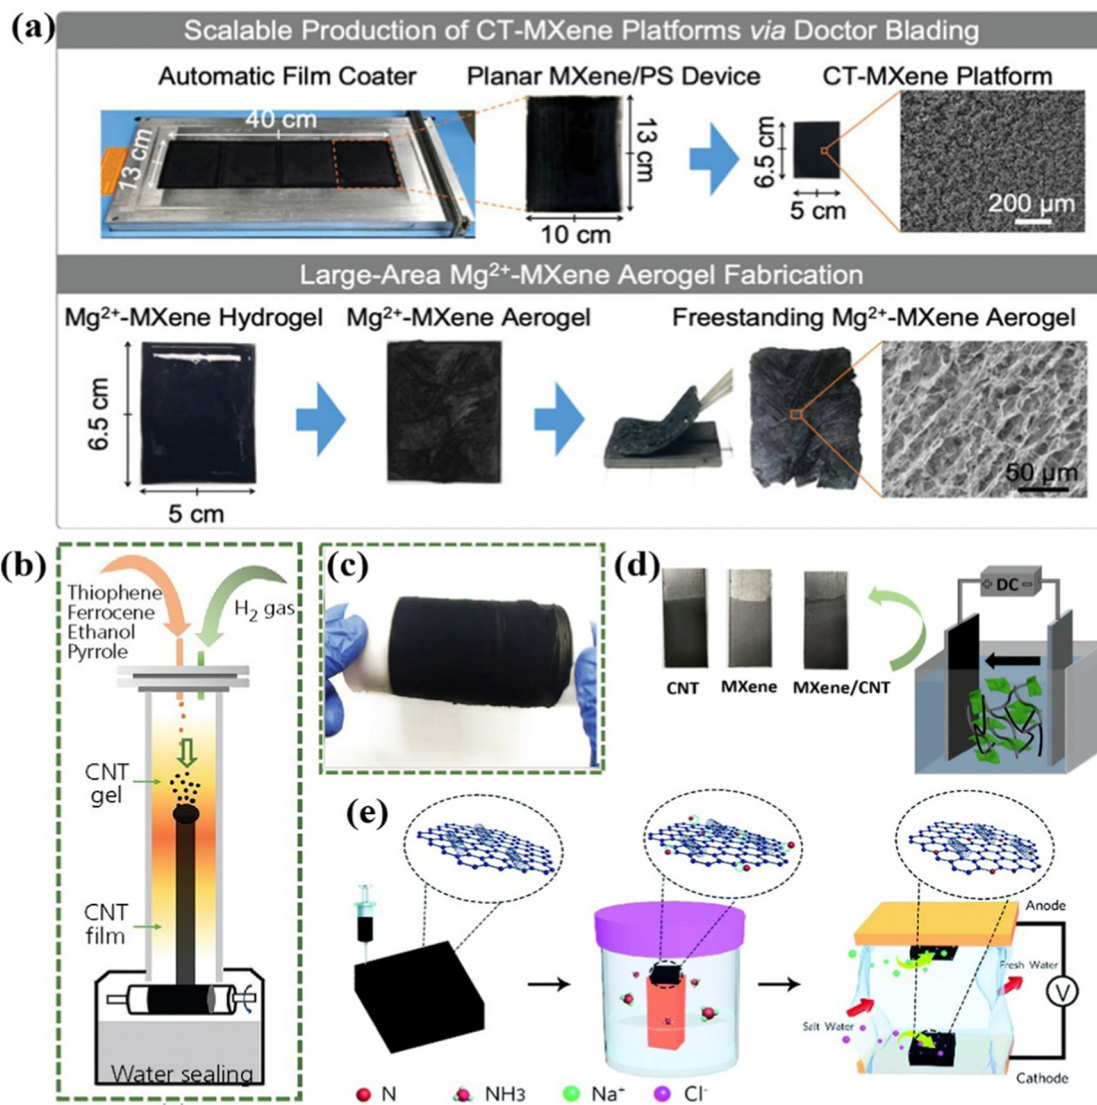 (a)
Scalable Production of CT-MXene Platforms via Doctor Blading
Automatic Film Coater
Planar MXene/PS Device
CT-MXene Platform
40 cm
13 cm
13 cm
10 cm
6.5 cm
5 cm
200 μm
Large-Area Mg²⁺-MXene Aerogel Fabrication
Mg²⁺-MXene Hydrogel
Mg²⁺-MXene Aerogel
Freestanding Mg²⁺-MXene Aerogel
6.5 cm
5 cm
50 μm
(b)
Thiophene
Ferrocene
Ethanol
Pyrrole
H₂ gas
CNT
gel
CNT
film
Water sealing
(c)
(d)
CNT
MXene
MXene/CNT
+ DC -
(e)
Anode
Fresh Water
V
Salt Water
Cathode
N
NH3
Na⁺
Cl⁻